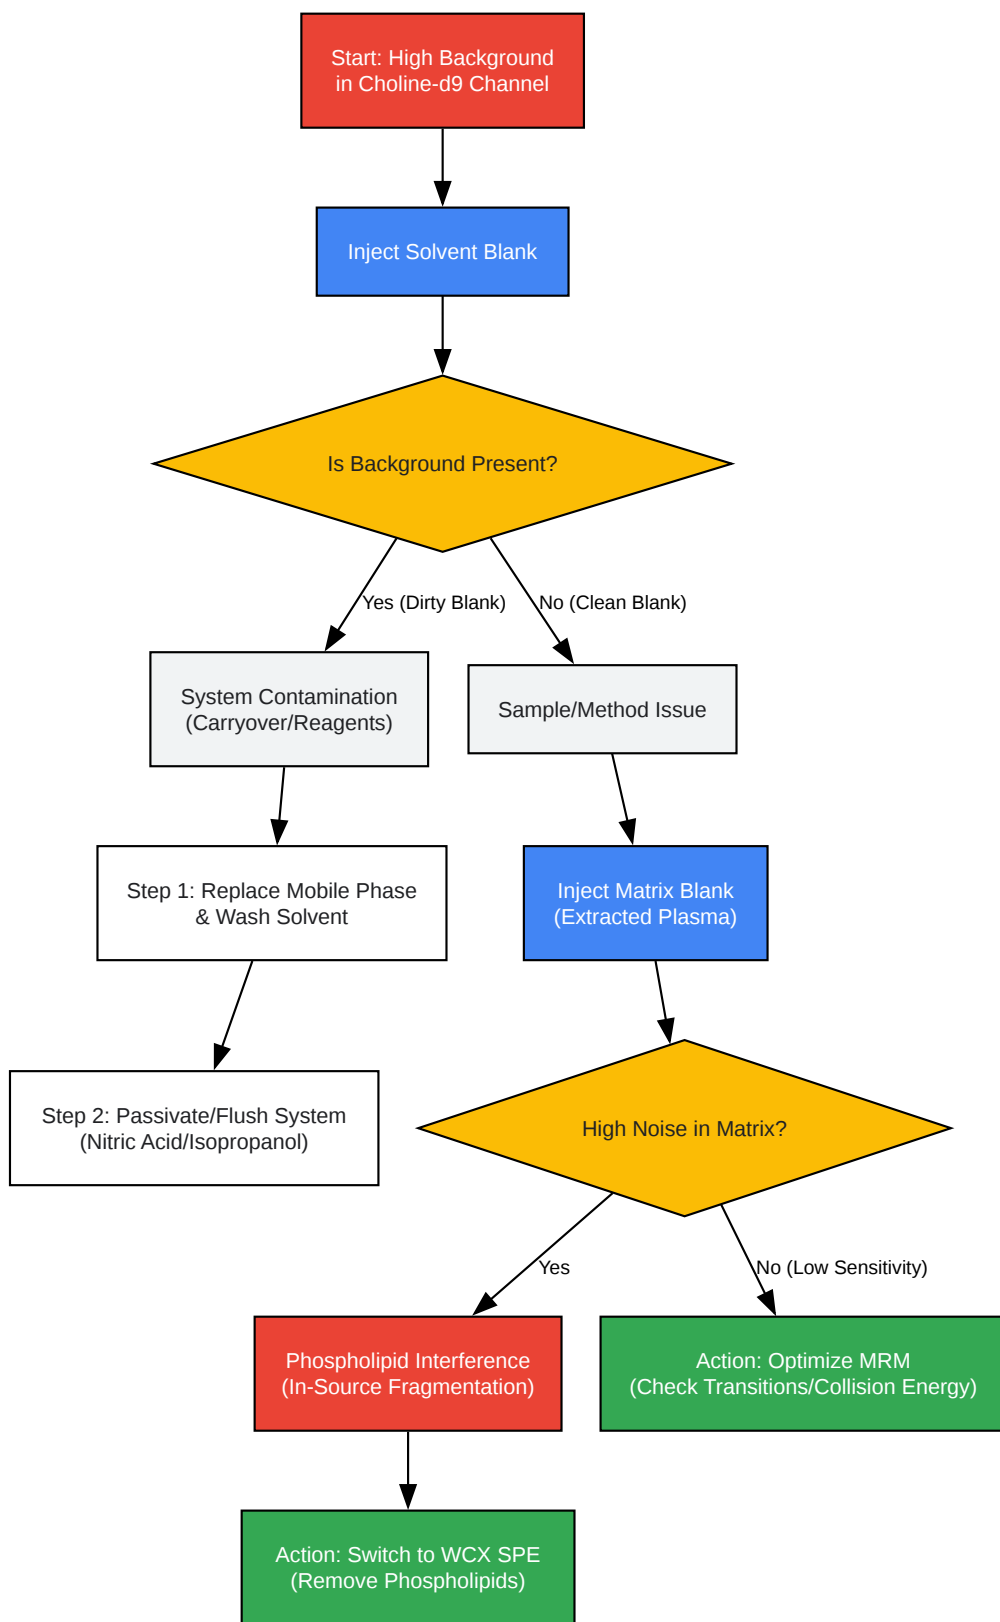 Start: High Background
in Choline-d9 Channel
Inject Solvent Blank
Is Background Present?
Yes (Dirty Blank)
No (Clean Blank)
System Contamination
(Carryover/Reagents)
Sample/Method Issue
Step 1: Replace Mobile Phase
& Wash Solvent
Inject Matrix Blank
(Extracted Plasma)
Step 2: Passivate/Flush System
(Nitric Acid/Isopropanol)
High Noise in Matrix?
Yes
No (Low Sensitivity)
Phospholipid Interference
(In-Source Fragmentation)
Action: Optimize MRM
(Check Transitions/Collision Energy)
Action: Switch to WCX SPE
(Remove Phospholipids)